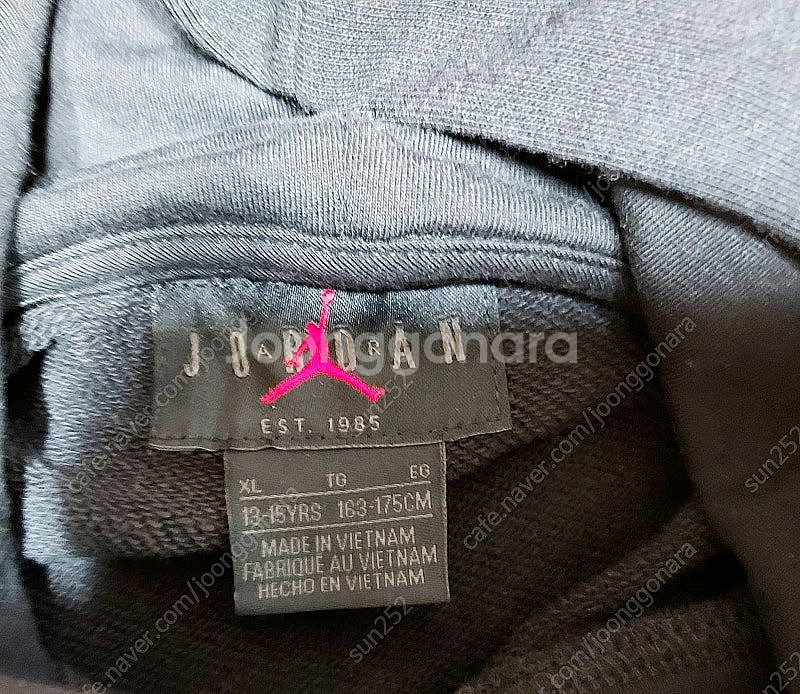 JORDAN
AIR
EST. 1985
XL TG EG
13-15YRS 163-175CM
MADE IN VIETNAM
FABRIQUE AU VIETNAM
HECHO EN VIETNAM
joonggonara
cafe.naver.com/joonggonara
sun252